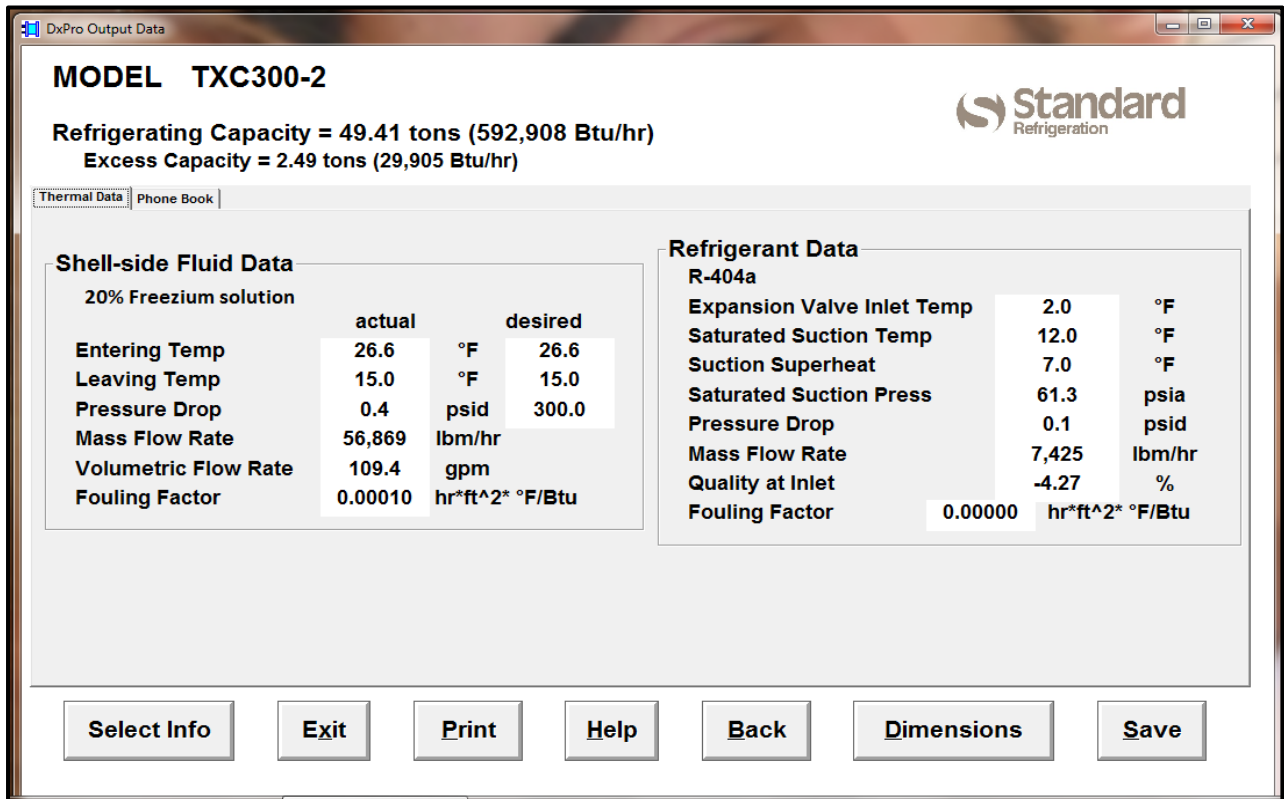 DxPro Output Data
MODEL TXC300-2
Standard
Refrigeration
Refrigerating Capacity = 49.41 tons (592,908 Btu/hr)
Excess Capacity = 2.49 tons (29,905 Btu/hr)
Thermal Data Phone Book
Shell-side Fluid Data
20% Freezium solution
actual desired
Entering Temp 26.6 °F 26.6
Leaving Temp 15.0 °F 15.0
Pressure Drop 0.4 psid 300.0
Mass Flow Rate 56,869 lbm/hr
Volumetric Flow Rate 109.4 gpm
Fouling Factor 0.00010 hr*ft^2* °F/Btu
Refrigerant Data
R-404a
Expansion Valve Inlet Temp 2.0 °F
Saturated Suction Temp 12.0 °F
Suction Superheat 7.0 °F
Saturated Suction Press 61.3 psia
Pressure Drop 0.1 psid
Mass Flow Rate 7,425 lbm/hr
Quality at Inlet -4.27 %
Fouling Factor 0.00000 hr*ft^2* °F/Btu
Select Info Exit Print Help Back Dimensions Save